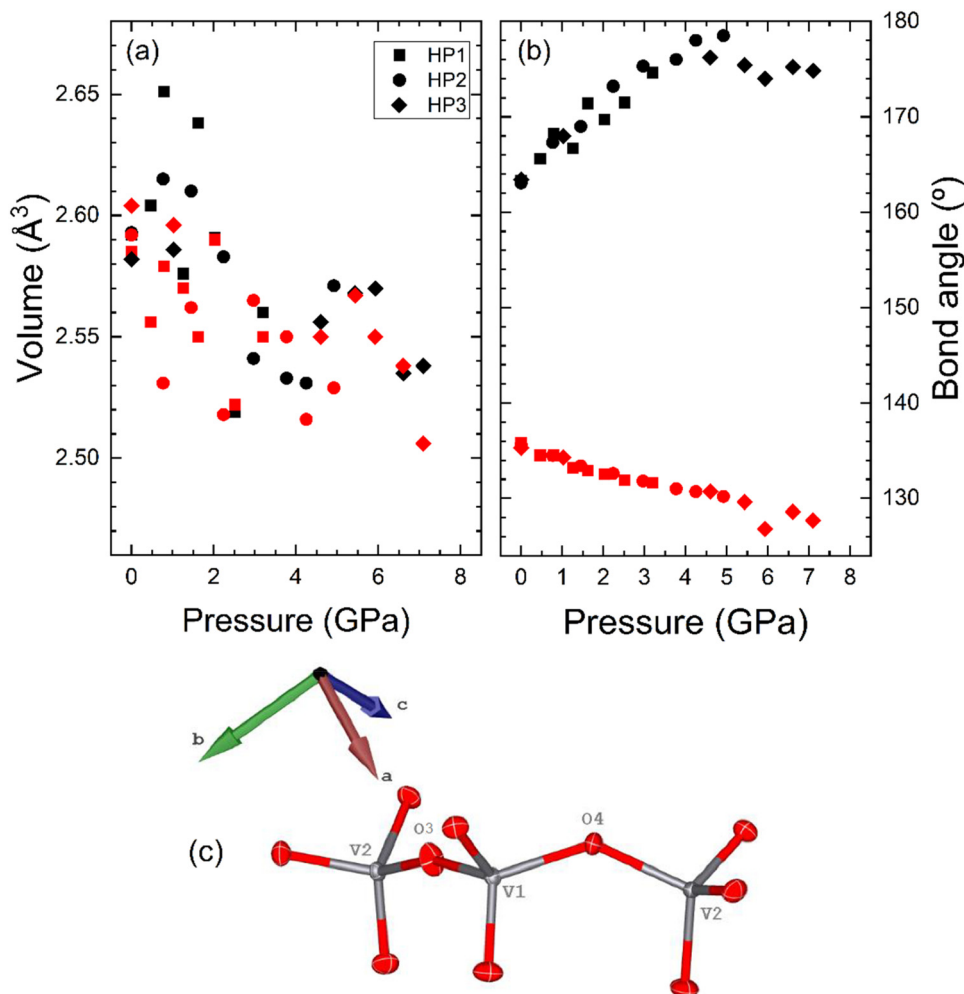 (a)
HP1
HP2
HP3
2.65
2.60
2.55
2.50
Volume (Å³)
0 2 4 6 8
Pressure (GPa)
(b)
180
170
160
150
140
130
Bond angle (º)
0 1 2 3 4 5 6 7 8
Pressure (GPa)
b
c
a
(c)
V2
O3
V1
O4
V2